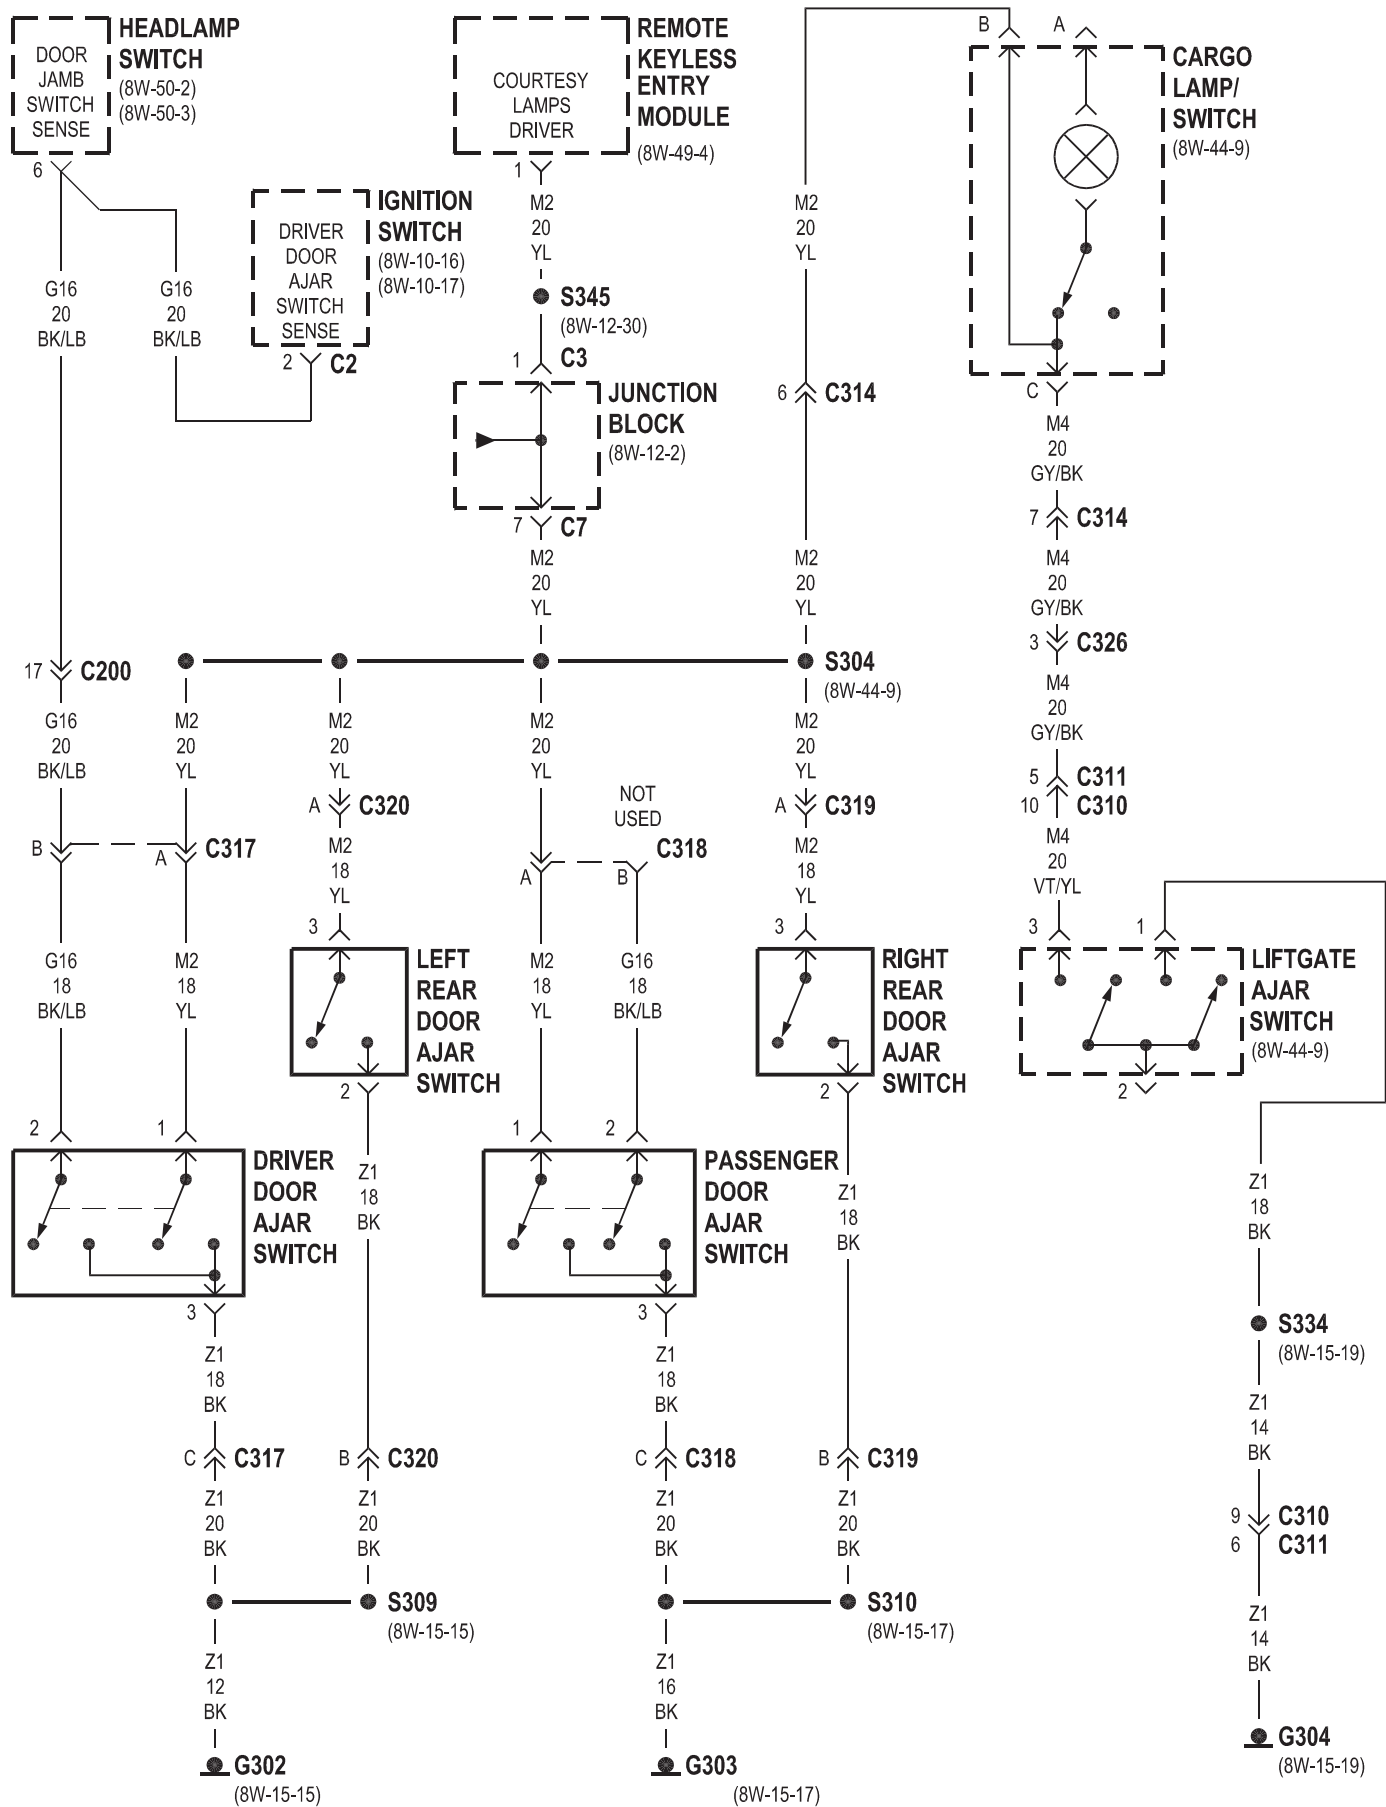 HEADLAMP
SWITCH
(8W-50-2)
(8W-50-3)
DOOR
JAMB
SWITCH
SENSE
6
REMOTE
KEYLESS
ENTRY
MODULE
(8W-49-4)
COURTESY
LAMPS
DRIVER
1
B
A
CARGO
LAMP/
SWITCH
(8W-44-9)
IGNITION
SWITCH
(8W-10-16)
(8W-10-17)
DRIVER
DOOR
AJAR
SWITCH
SENSE
2
C2
M2
20
YL
M2
20
YL
G16
20
BK/LB
G16
20
BK/LB
S345
(8W-12-30)
1
C3
JUNCTION
BLOCK
(8W-12-2)
7
C7
6
C314
C
M4
20
GY/BK
7
C314
M2
20
YL
M2
20
YL
M4
20
GY/BK
3
C326
17
C200
S304
(8W-44-9)
M4
20
GY/BK
G16
20
BK/LB
M2
20
YL
M2
20
YL
M2
20
YL
M2
20
YL
5
C311
10
C310
A
C320
NOT
USED
A
C319
B
A
C317
A
B
C318
M2
18
YL
M2
18
YL
M4
20
VT/YL
3
3
3
1
G16
18
BK/LB
M2
18
YL
LEFT
REAR
DOOR
AJAR
SWITCH
2
M2
18
YL
G16
18
BK/LB
RIGHT
REAR
DOOR
AJAR
SWITCH
2
LIFTGATE
AJAR
SWITCH
(8W-44-9)
2
2
1
DRIVER
DOOR
AJAR
SWITCH
3
Z1
18
BK
1
2
PASSENGER
DOOR
AJAR
SWITCH
3
Z1
18
BK
Z1
18
BK
S334
(8W-15-19)
Z1
18
BK
Z1
18
BK
Z1
14
BK
C
C317
B
C320
C
C318
B
C319
Z1
20
BK
Z1
20
BK
Z1
20
BK
Z1
20
BK
9
C310
6
C311
S309
(8W-15-15)
S310
(8W-15-17)
Z1
12
BK
Z1
16
BK
Z1
14
BK
G302
(8W-15-15)
G303
(8W-15-17)
G304
(8W-15-19)